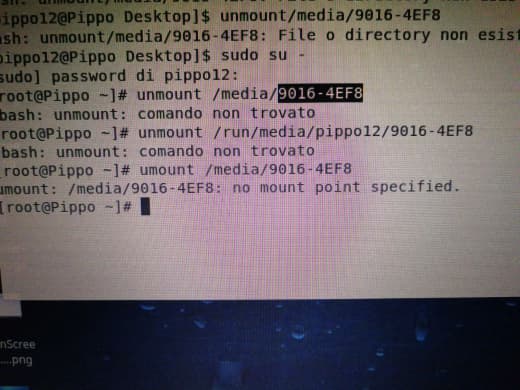 pippo12@Pippo Desktop]$ unmount/media/9016-4EF8
bash: unmount/media/9016-4EF8: File o directory non esist
pippo12@Pippo Desktop]$ sudo su -
[sudo] password di pippo12:
[root@Pippo ~]# unmount /media/9016-4EF8
bash: unmount: comando non trovato
[root@Pippo ~]# unmount /run/media/pippo12/9016-4EF8
bash: unmount: comando non trovato
[root@Pippo ~]# umount /media/9016-4EF8
umount: /media/9016-4EF8: no mount point specified.
[root@Pippo ~]#
nScree
....png